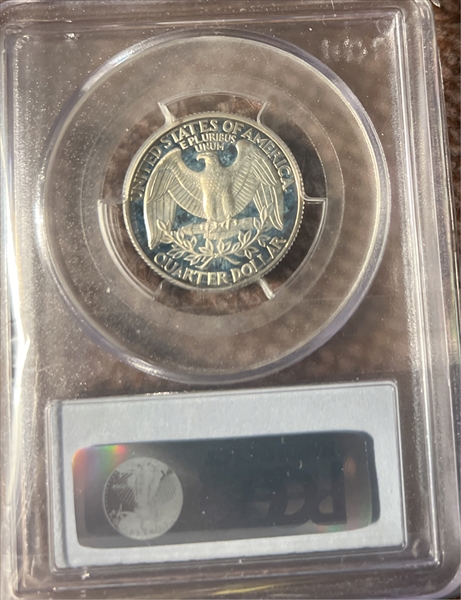 UNITED STATES OF AMERICA
E PLURIBUS
UNUM
QUARTER DOLLAR